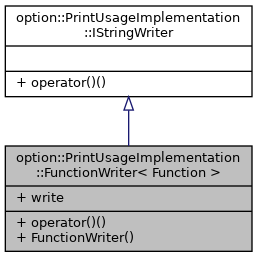 option::PrintUsageImplementation
::IStringWriter
+ operator()()
option::PrintUsageImplementation
::FunctionWriter< Function >
+ write
+ operator()()
+ FunctionWriter()